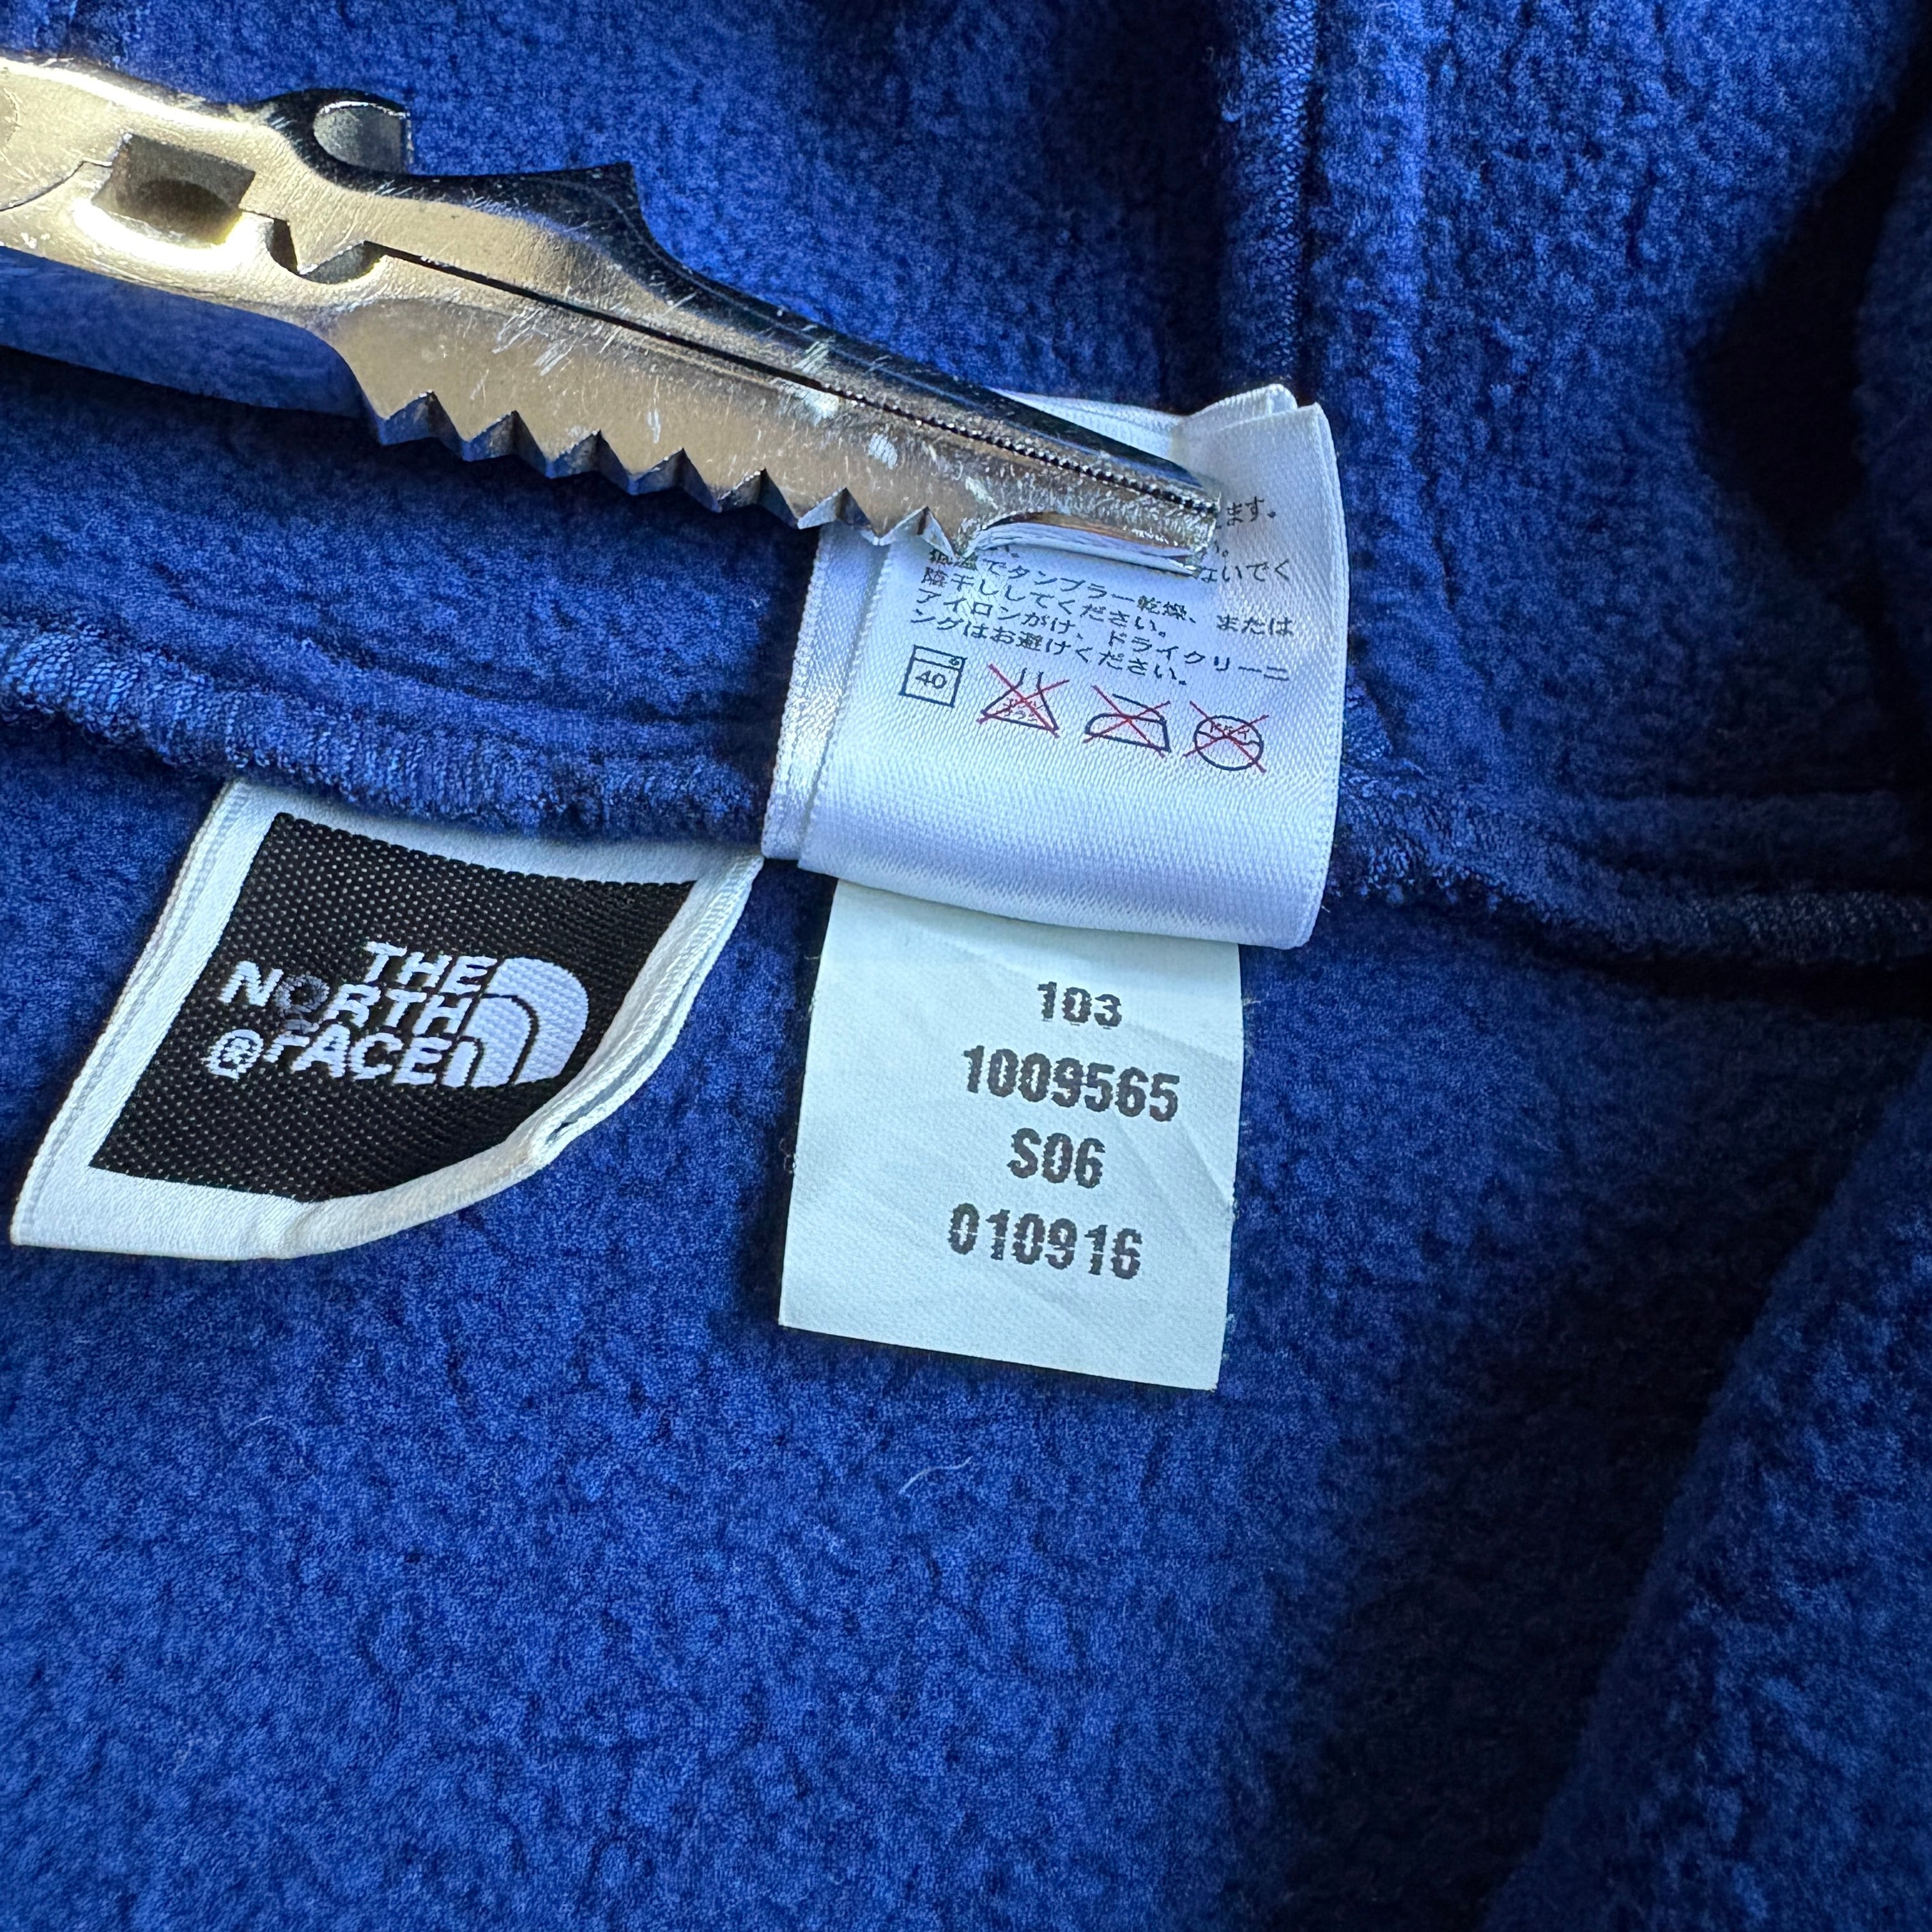 ます。
い。
ないでく
でタンブラー乾燥、または
陰干ししてください。
アイロンがけ、ドライクリーニ
ングはお避けください。
40
THE
NORTH
FACE
®
103
1009565
S06
010916